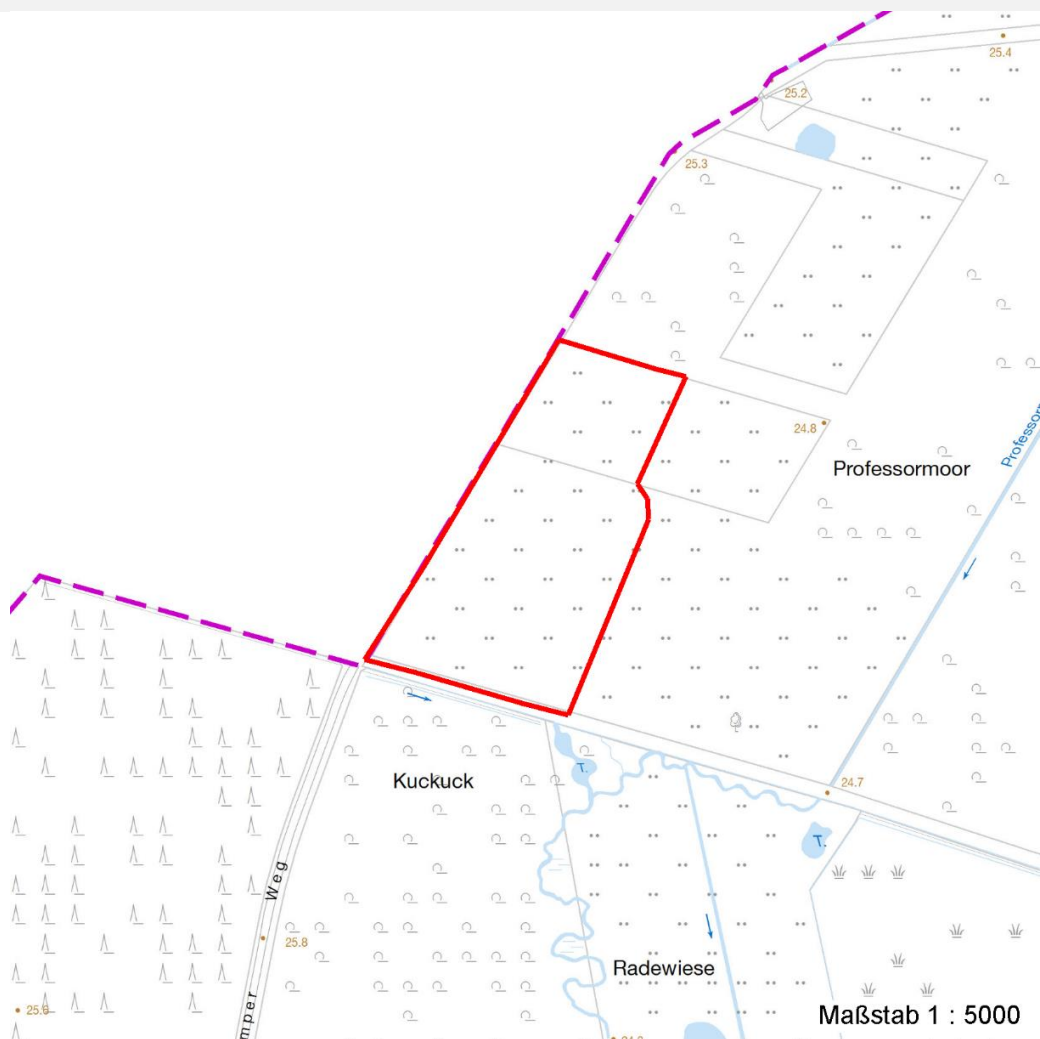 25.4
25.2
25.3
24.8
Professormoor
Kuckuck
T.
24.7
T.
Weg
25.8
Radewiese
Maßstab 1 : 5000